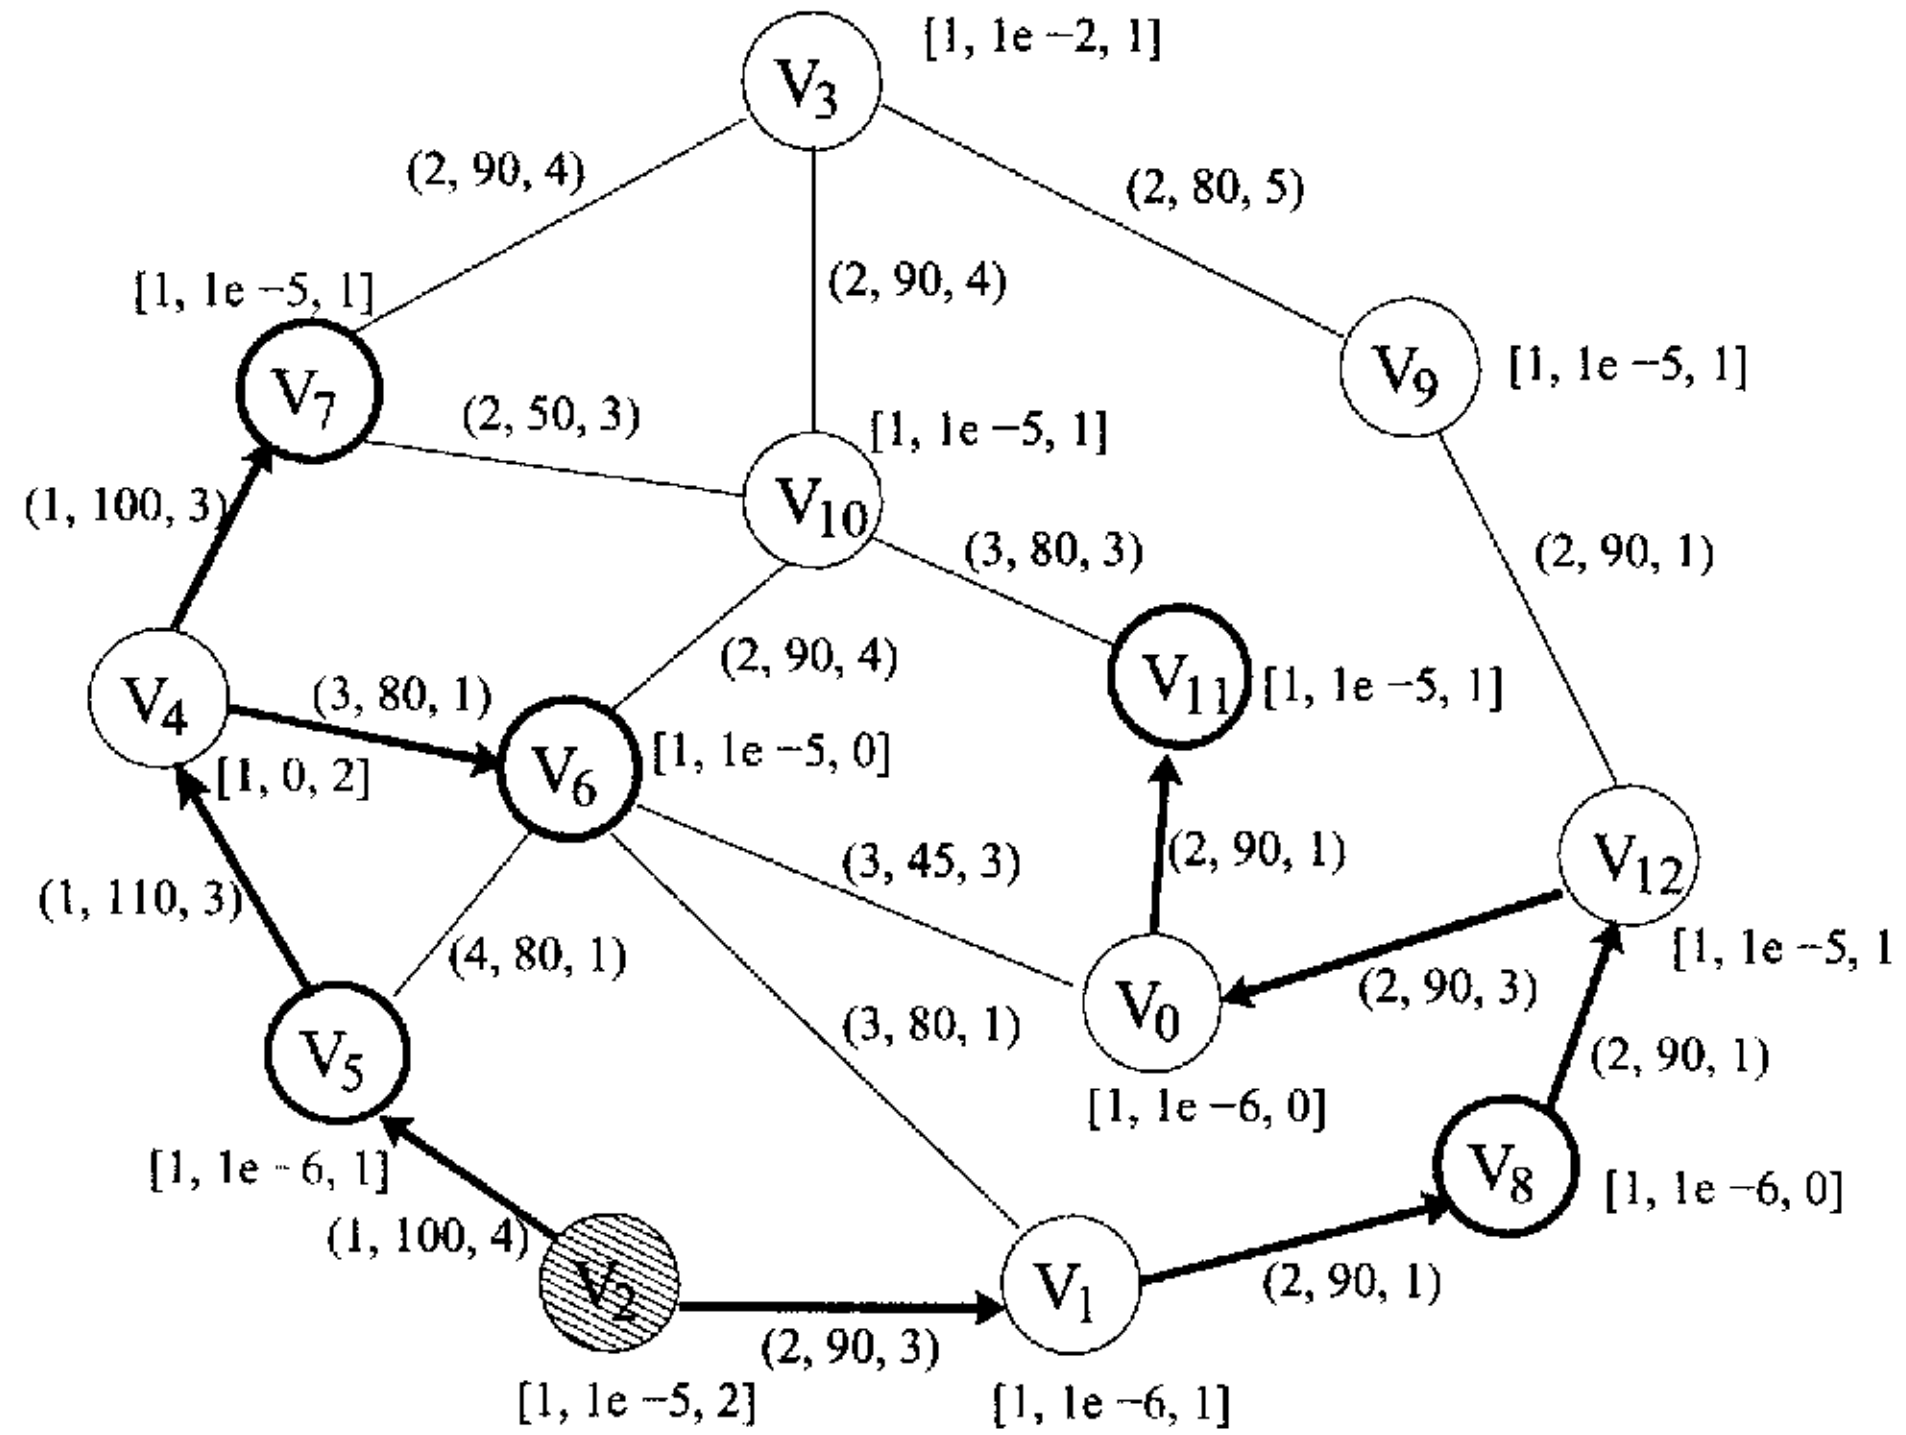 V3
[1, 1e −2, 1]
(2, 90, 4)
(2, 80, 5)
(2, 90, 4)
[1, 1e −5, 1]
V7
V9
[1, 1e −5, 1]
(2, 50, 3)
[1, 1e −5, 1]
V10
(1, 100, 3)
(3, 80, 3)
(2, 90, 1)
(2, 90, 4)
V11
[1, 1e −5, 1]
V4
(3, 80, 1)
[1, 0, 2]
V6
[1, 1e −5, 0]
(3, 45, 3)
(2, 90, 1)
V12
[1, 1e −5, 1
(1, 110, 3)
(4, 80, 1)
(3, 80, 1)
V0
(2, 90, 3)
[1, 1e −6, 0]
(2, 90, 1)
V5
[1, 1e −6, 1]
V8
[1, 1e −6, 0]
(1, 100, 4)
V2
(2, 90, 3)
[1, 1e −5, 2]
V1
(2, 90, 1)
[1, 1e −6, 1]